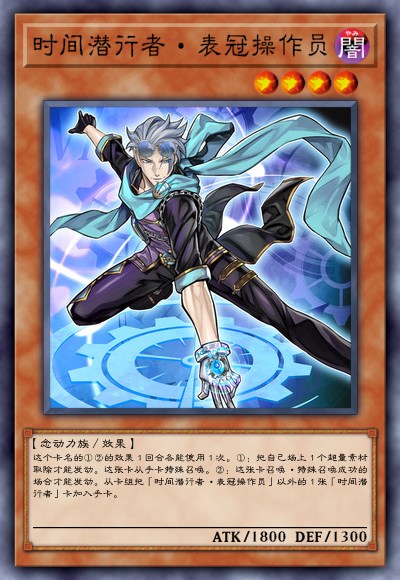 时间潜行者·表冠操作员
やみ
闇
【念动力族/效果】
这个卡名的①②的效果1回合各能使用1次。①:把自己场上1个超量素材
取除才能发动。这张卡从手卡特殊召唤。②:这张卡召唤·特殊召唤成功的
场合才能发动。从卡组把「时间潜行者·表冠操作员」以外的1张「时间潜
行者」卡加入手卡。
ATK/1800 DEF/1300